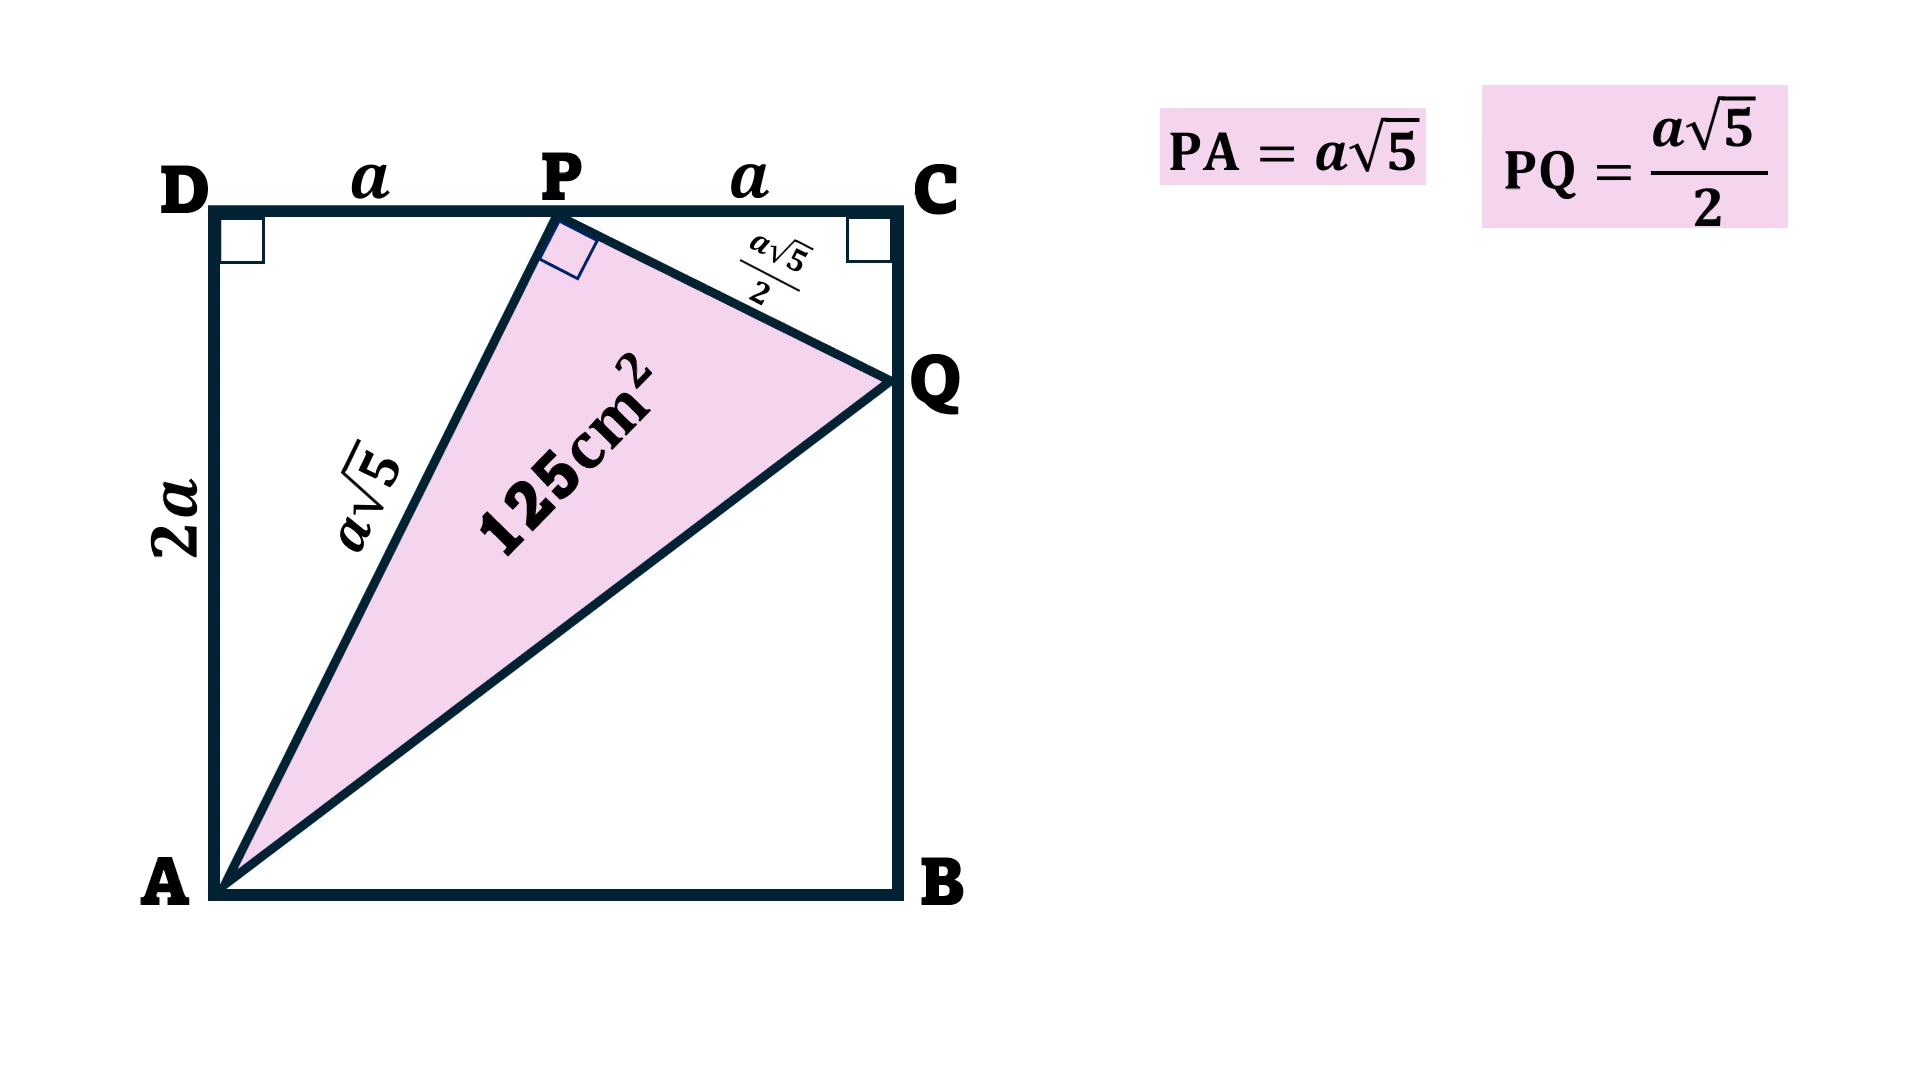 D a P a C
PA = a√5
PQ = a√5/2
a√5/2
125cm²
Q
a√5
2a
A B